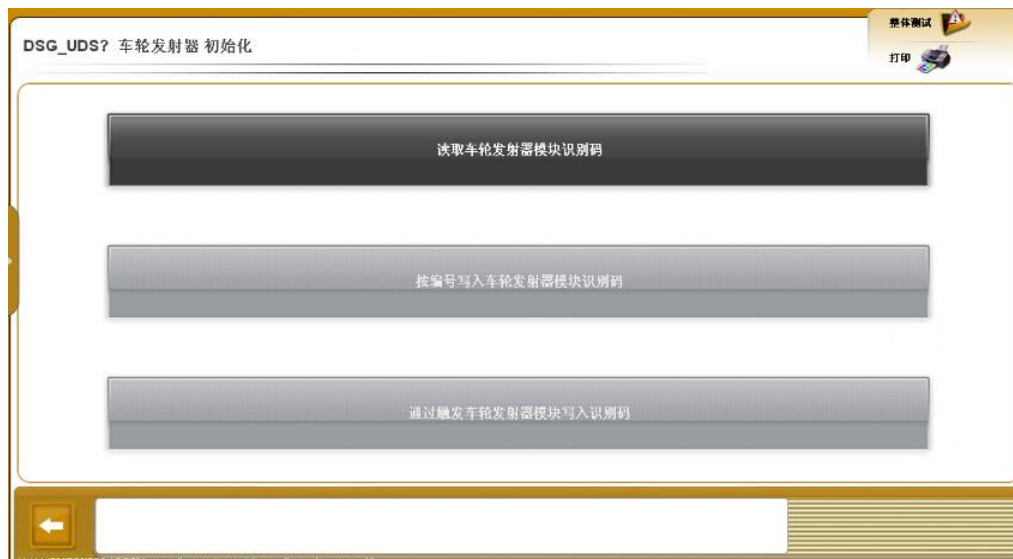 整体测试
DSG_UDS? 车轮发射器 初始化
打印
读取车轮发射器模块识别码
按编号写入车轮发射器模块识别码
通过触发车轮发射器模块写入识别码